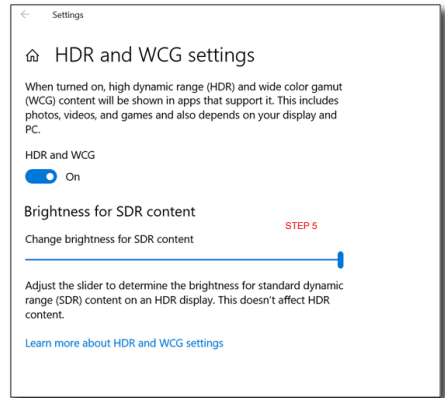 Settings
HDR and WCG settings
When turned on, high dynamic range (HDR) and wide color gamut
(WCG) content will be shown in apps that support it. This includes
photos, videos, and games and also depends on your display and
PC.
HDR and WCG
On
Brightness for SDR content
STEP 5
Change brightness for SDR content
Adjust the slider to determine the brightness for standard dynamic
range (SDR) content on an HDR display. This doesn't affect HDR
content.
Learn more about HDR and WCG settings